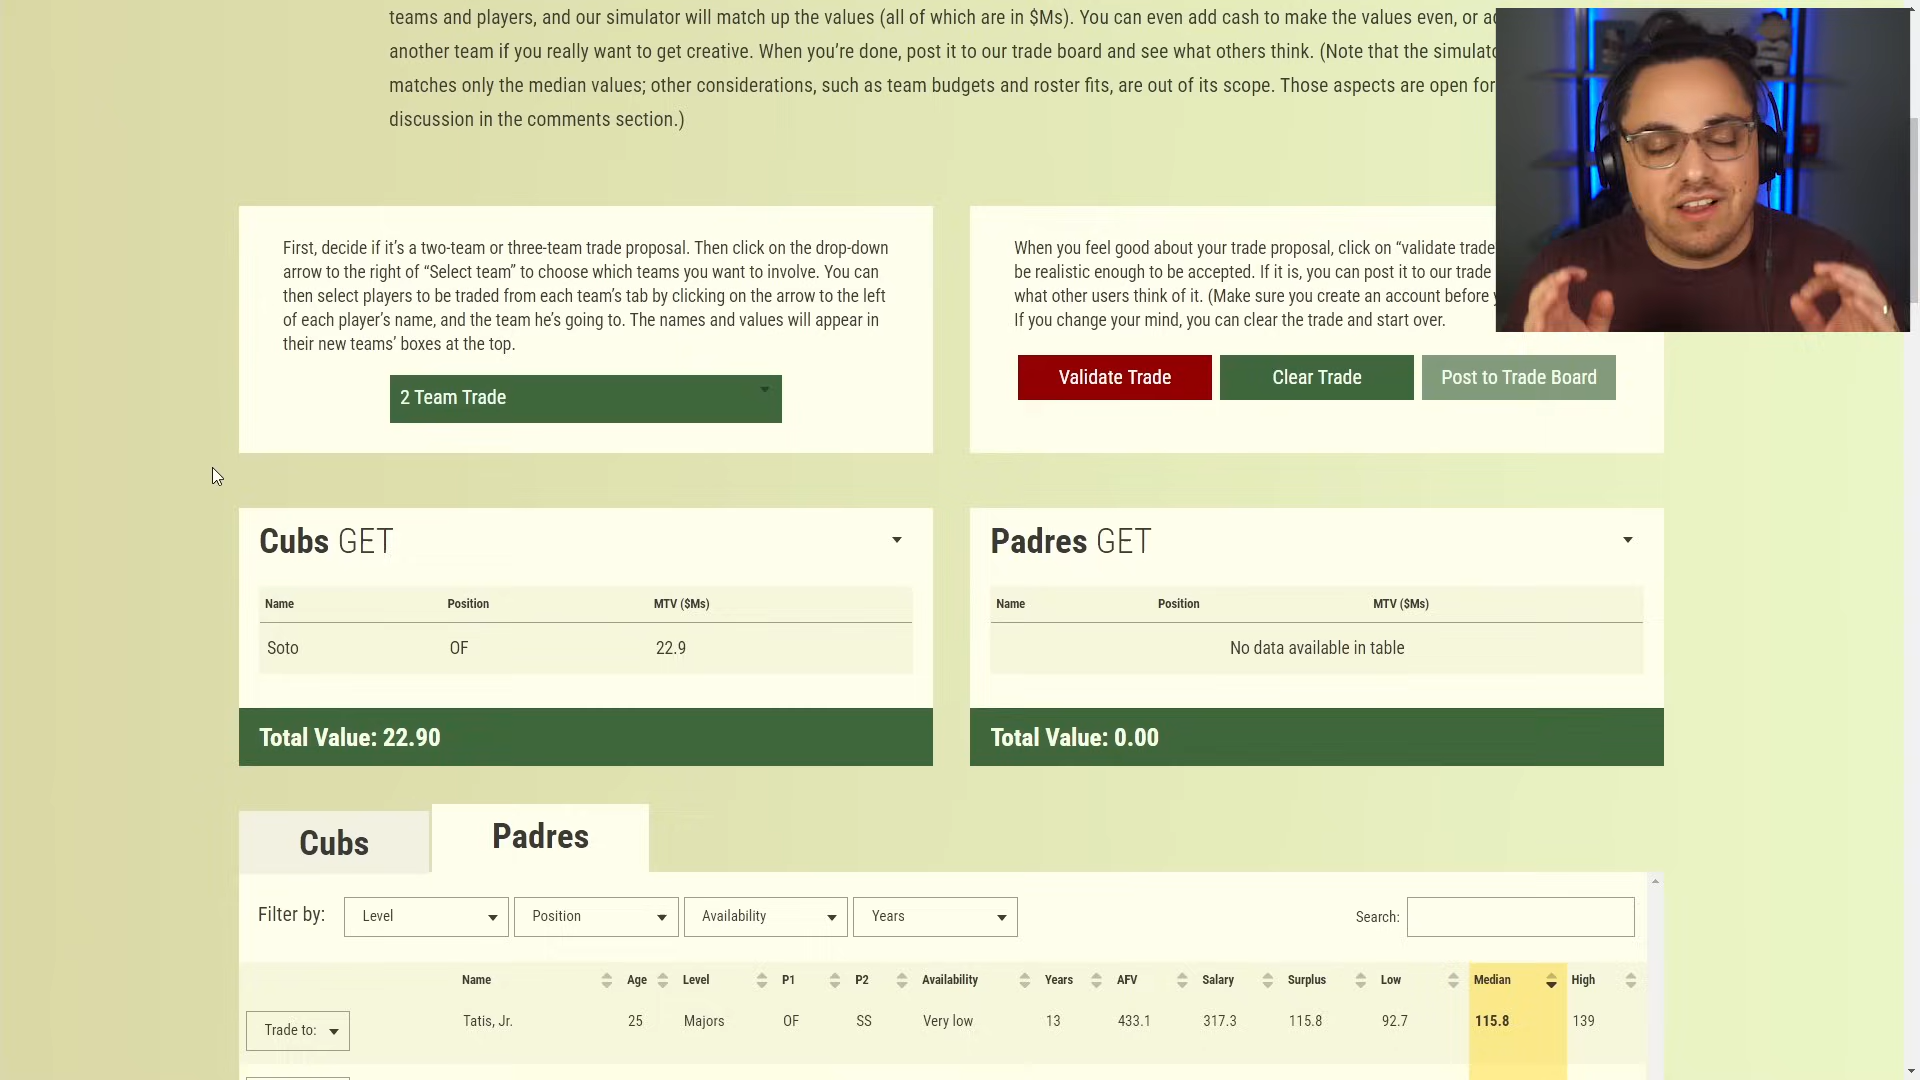 teams and players, and our simulator will match up the values (all of which are in $Ms). You can even add cash to make the values even, or
another team if you really want to get creative. When you're done, post it to our trade board and see what others think. (Note that the
matches only the median values; other considerations, such as team budgets and roster fits, are out of its scope. Those aspects are open for
discussion in the comments section.)
First, decide if it's a two-team or three-team trade proposal. Then click on the drop-down
arrow to the right of “Select team” to choose which teams you want to involve. You can
then select players to be traded from each team's tab by clicking on the arrow to the left
of each player's name, and the team he's going to. The names and values will appear in
their new teams' boxes at the top.
2 Team Trade
When you feel good about your trade proposal, click on “validate trade
be realistic enough to be accepted. If it is, you can post it to our trade
what other users think of it. (Make sure you create an account before
If you change your mind, you can clear the trade and start over.
Validate Trade Clear Trade Post to Trade Board
Cubs GET
Name Position MTV ($Ms)
Soto OF 22.9
Total Value: 22.90
Padres GET
Name Position MTV ($Ms)
No data available in table
Total Value: 0.00
Cubs Padres
Filter by: Level Position Availability Years Search:
Name Age Level P1 P2 Availability Years AFV Salary Surplus Low Median High
Trade to: Tatis, Jr. 25 Majors OF SS Very low 13 433.1 317.3 115.8 92.7 115.8 139